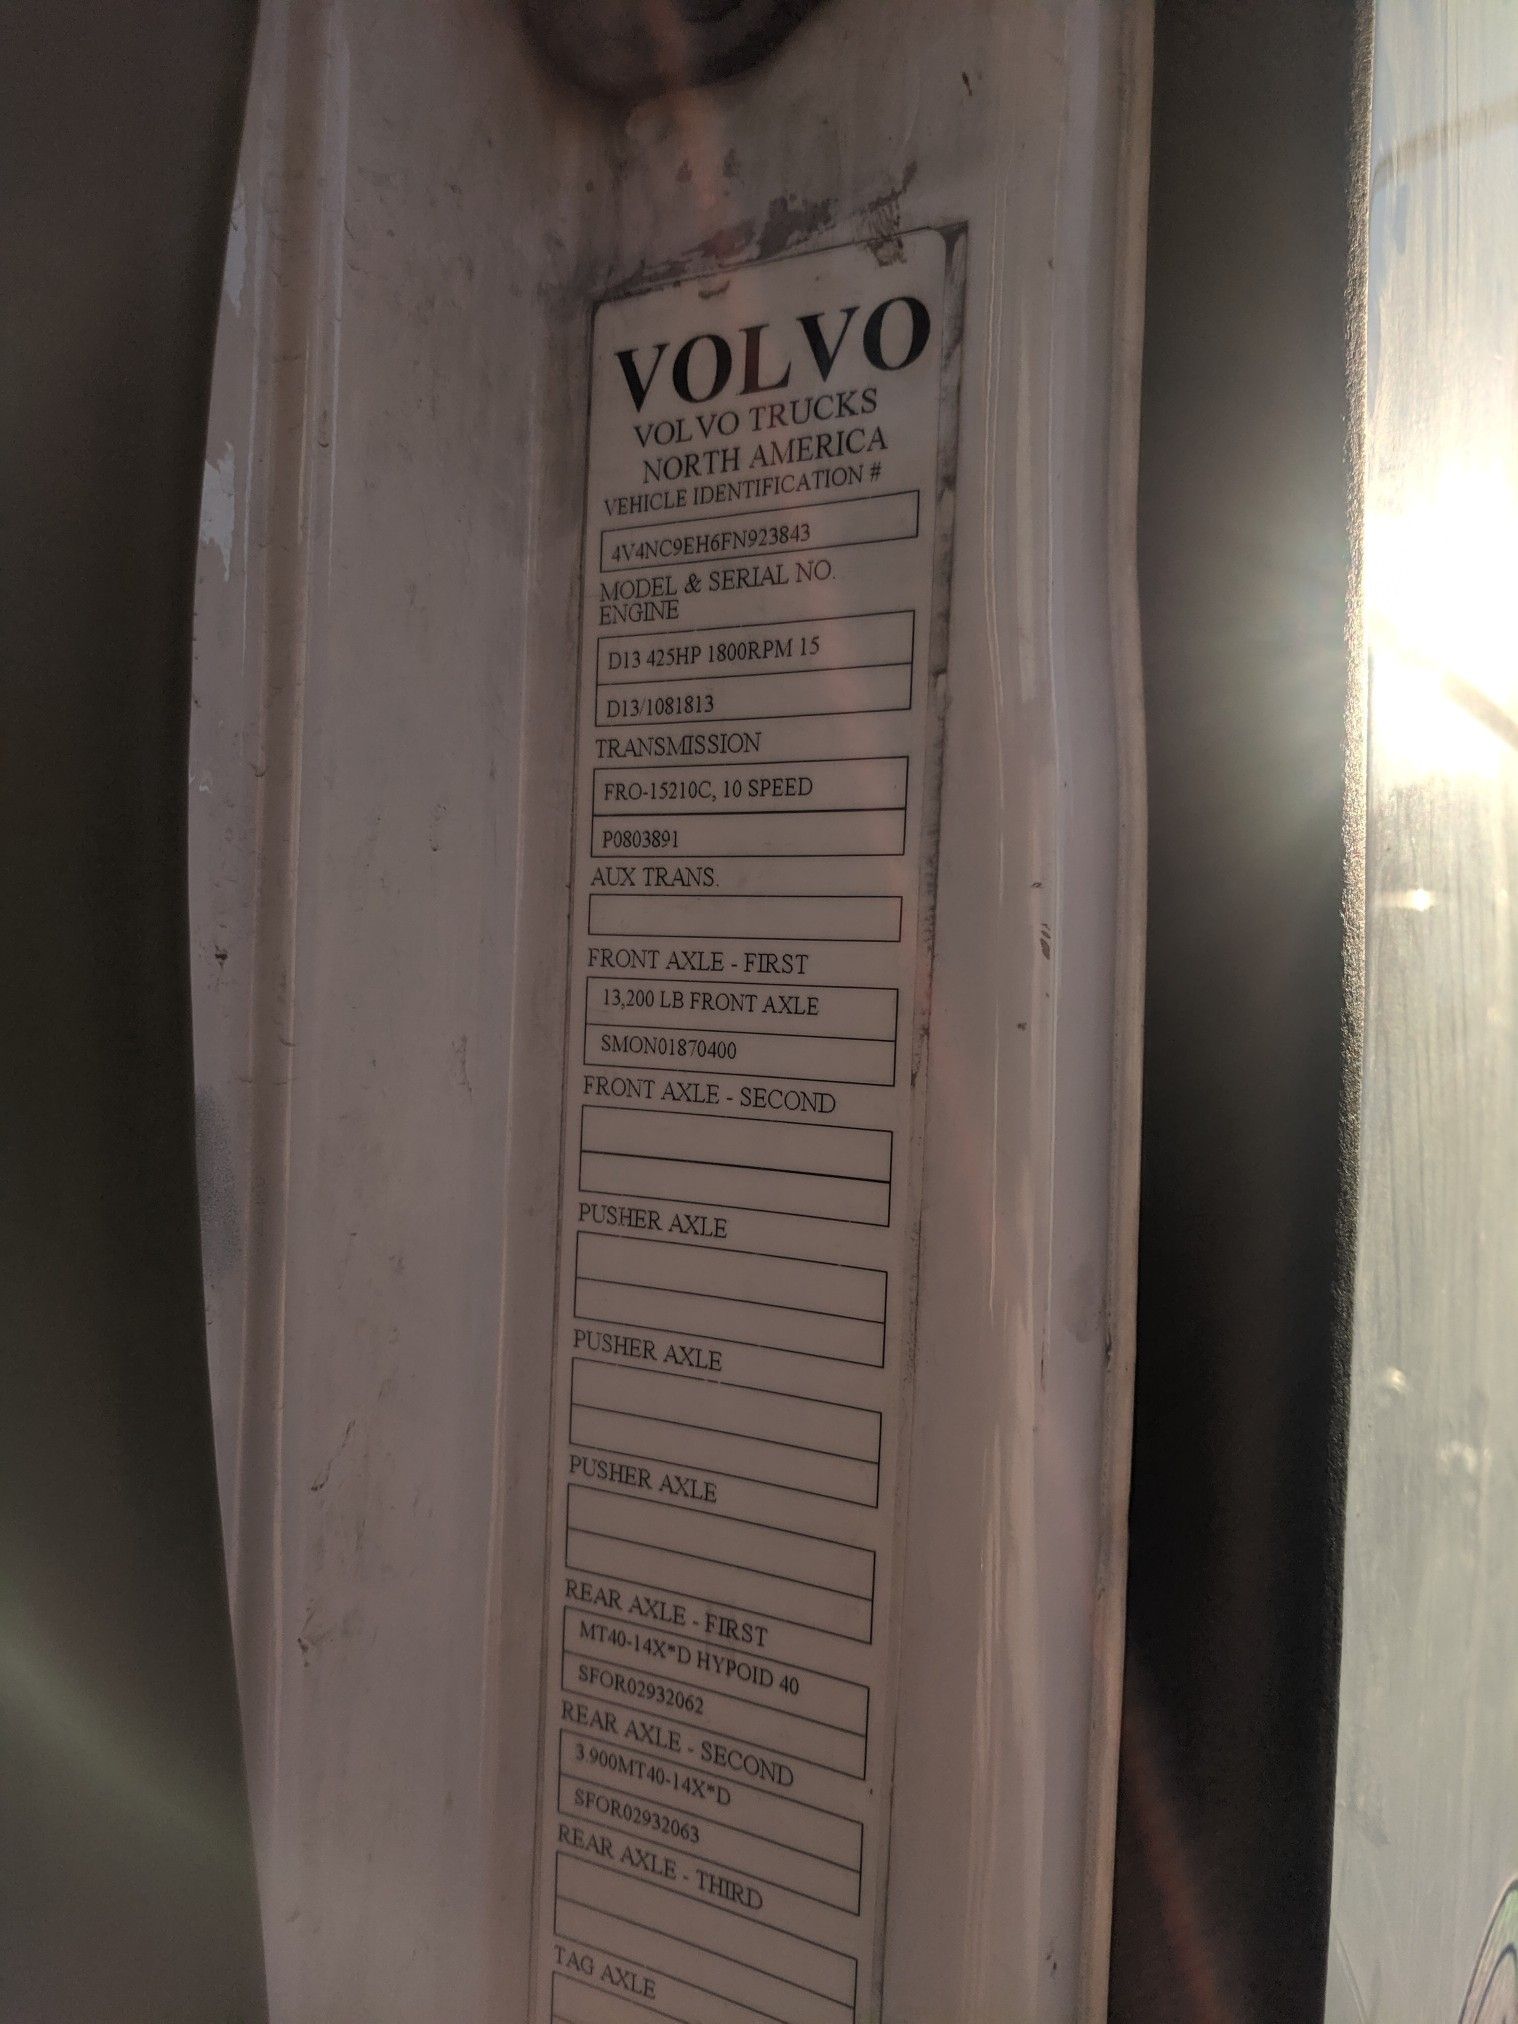 VOLVO
VOLVO TRUCKS
NORTH AMERICA
VEHICLE IDENTIFICATION #
4V4NC9EH6FN923843
MODEL & SERIAL NO.
ENGINE
D13 425HP 1800RPM 15
D13/1081813
TRANSMISSION
FRO-15210C, 10 SPEED
P0803891
AUX TRANS.
FRONT AXLE - FIRST
13,200 LB FRONT AXLE
SMON01870400
FRONT AXLE - SECOND
PUSHER AXLE
PUSHER AXLE
PUSHER AXLE
REAR AXLE - FIRST
MT40-14X*D HYPOID 40
SFOR02932062
REAR AXLE - SECOND
3.900MT40-14X*D
SFOR02932063
REAR AXLE - THIRD
TAG AXLE